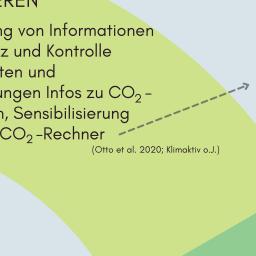 EREN
ng von Informationen
z und Kontrolle
ten und
ungen Infos zu CO₂-
n, Sensibilisierung
CO₂-Rechner
(Otto et al. 2020; Klimaktiv o.J.)